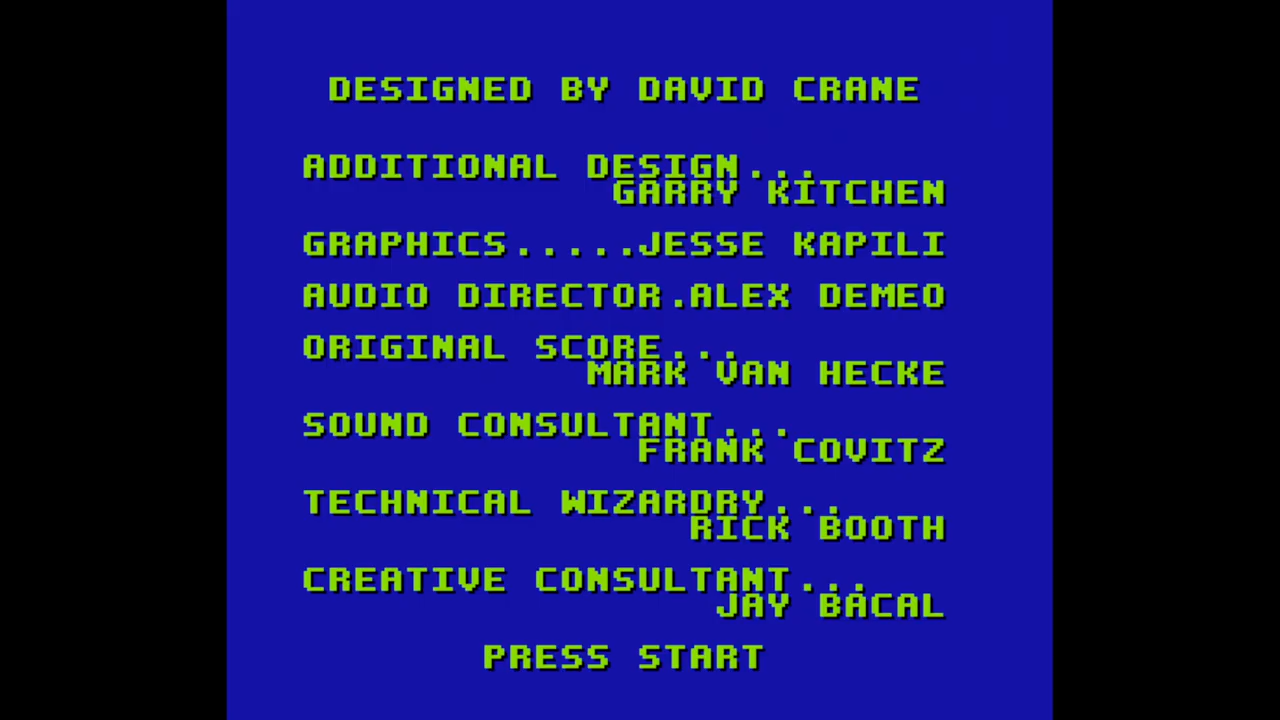 DESIGNED BY DAVID CRANE
ADDITIONAL DESIGN...
GARRY KITCHEN
GRAPHICS.....JESSE KAPILI
AUDIO DIRECTOR.ALEX DEMEO
ORIGINAL SCORE...
MARK VAN HECKE
SOUND CONSULTANT...
FRANK COVITZ
TECHNICAL WIZARDRY...
RICK BOOTH
CREATIVE CONSULTANT...
JAY BACAL
PRESS START